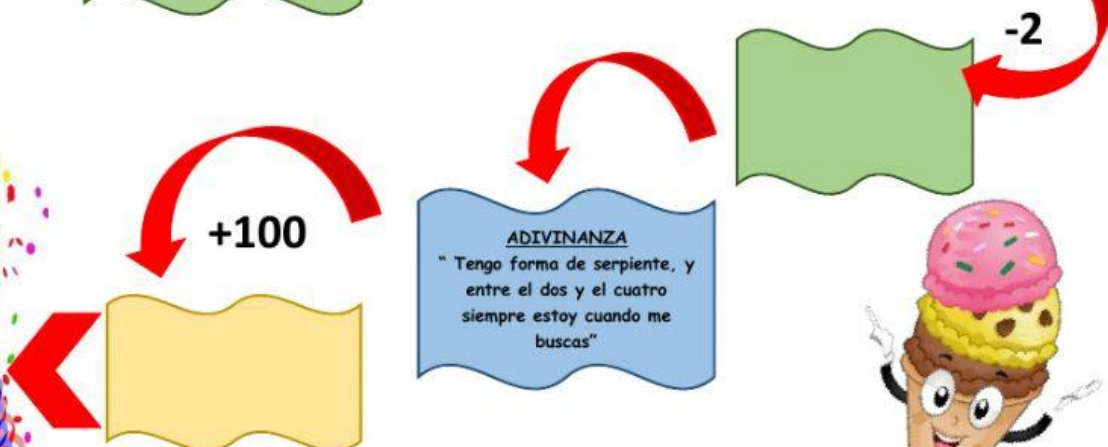 -2
+100
ADIVINANZA
" Tengo forma de serpiente, y
entre el dos y el cuatro
siempre estoy cuando me
buscas"